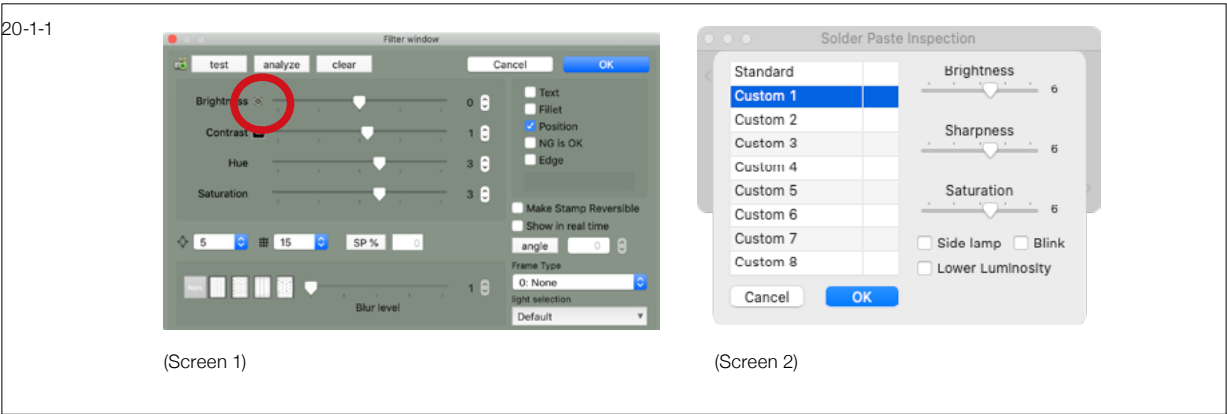 20-1-1
Filter window
test analyze clear Cancel OK
Brightness 0
Contrast 1
Hue 3
Saturation 3
Text
Fillet
Position
NG is OK
Edge
Make Stamp Reversible
Show in real time
angle 0
5 15 SP % 0
Frame Type
0: None
light selection
Default
Blur level 1
(Screen 1)
Solder Paste Inspection
Standard
Custom 1
Custom 2
Custom 3
Custom 4
Custom 5
Custom 6
Custom 7
Custom 8
Brightness
6
Sharpness
6
Saturation
6
Side lamp Blink
Lower Luminosity
Cancel OK
(Screen 2)